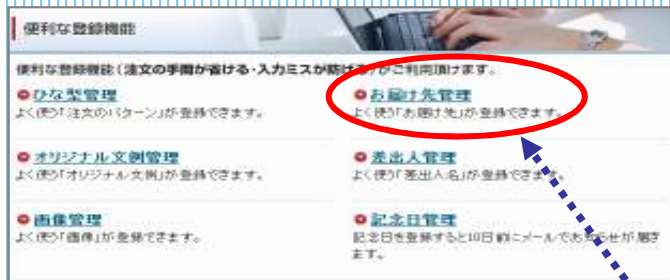 便利な登録機能
便利な登録機能(注文の手間が省ける・入力ミスが防げる)がご利用頂けます。
ひな型管理
よく使う「注文のパターン」が登録できます。
お届け先管理
よく使う「お届け先」が登録できます。
オリジナル文例管理
よく使う「オリジナル文例」が登録できます。
差出人管理
よく使う「差出人名」が登録できます。
画像管理
よく使う「画像」が登録できます。
記念日管理
記念日を登録すると10日前にメールでお知らせが届き
ます。